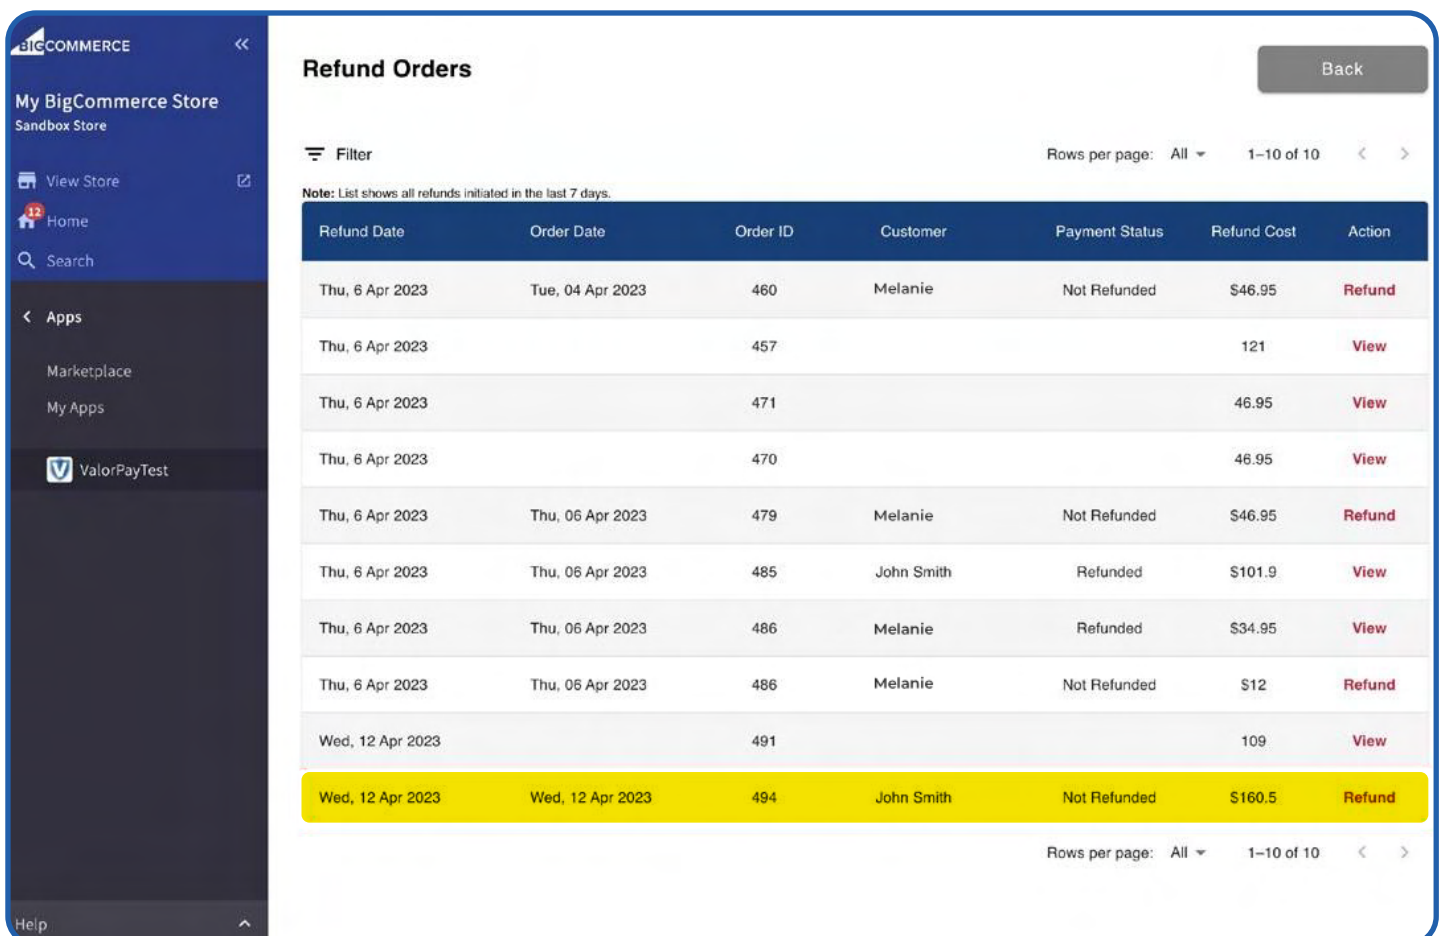 BIGCOMMERCE
My BigCommerce Store
Sandbox Store
View Store
12
Home
Search
Apps
Marketplace
My Apps
ValorPayTest
Help
Refund Orders
Back
Filter
Rows per page: All 1–10 of 10
Note: List shows all refunds initiated in the last 7 days.
Refund Date Order Date Order ID Customer Payment Status Refund Cost Action
Thu, 6 Apr 2023 Tue, 04 Apr 2023 460 Melanie Not Refunded $46.95 Refund
Thu, 6 Apr 2023 457 121 View
Thu, 6 Apr 2023 471 46.95 View
Thu, 6 Apr 2023 470 46.95 View
Thu, 6 Apr 2023 Thu, 06 Apr 2023 479 Melanie Not Refunded $46.95 Refund
Thu, 6 Apr 2023 Thu, 06 Apr 2023 485 John Smith Refunded $101.9 View
Thu, 6 Apr 2023 Thu, 06 Apr 2023 486 Melanie Refunded $34.95 View
Thu, 6 Apr 2023 Thu, 06 Apr 2023 486 Melanie Not Refunded $12 Refund
Wed, 12 Apr 2023 491 109 View
Wed, 12 Apr 2023 Wed, 12 Apr 2023 494 John Smith Not Refunded $160.5 Refund
Rows per page: All 1–10 of 10